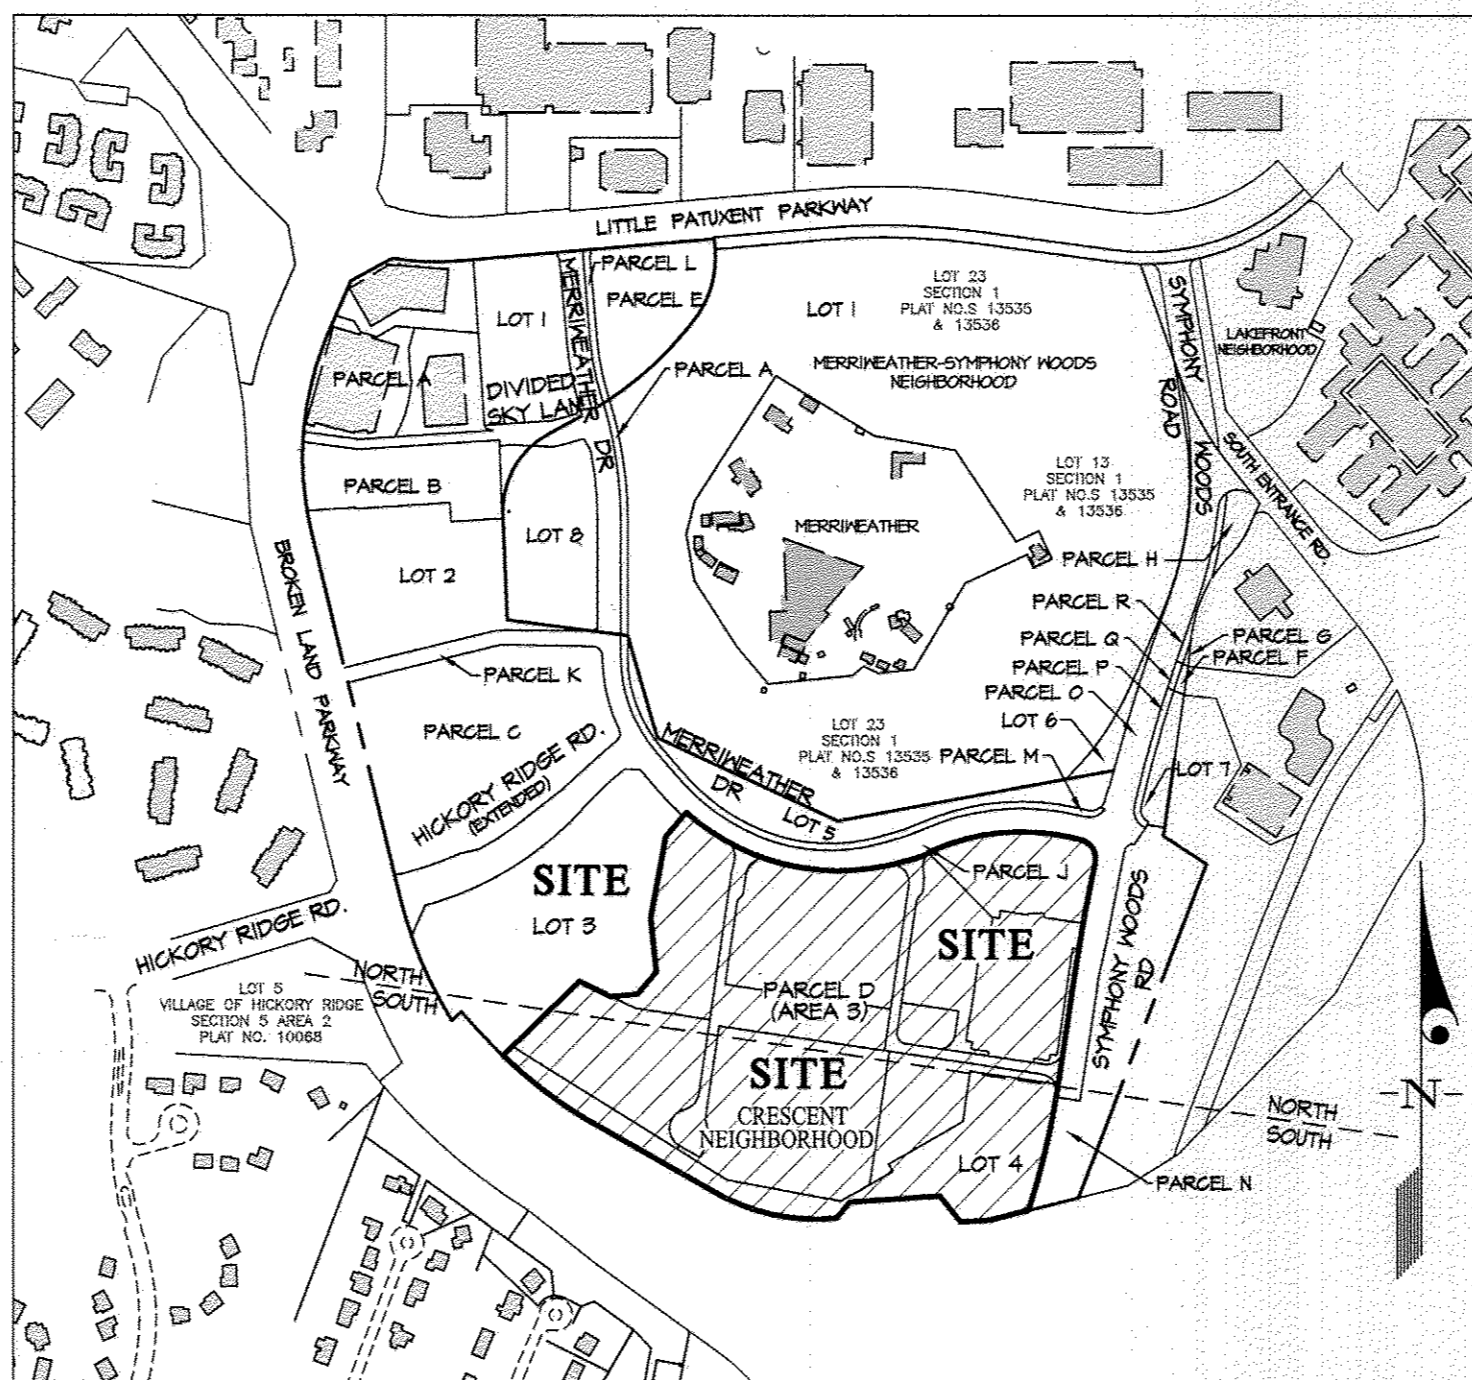 LITTLE PATUXENT PARKWAY
PARCEL L
PARCEL E
MERRIWEATHER DR
LOT 1
PARCEL A
DIVIDED
SKY LANE
PARCEL A
LOT 1
LOT 23
SECTION 1
PLAT NO.S 13535
& 13536
MERRIWEATHER-SYMPHONY WOODS
NEIGHBORHOOD
SYMPHONY WOODS
ROAD
LAKEFRONT
NEIGHBORHOOD
SOUTH ENTRANCE RD.
PARCEL B
LOT 8
LOT 2
LOT 13
SECTION 1
PLAT NO.S 13535
& 13536
MERRIWEATHER
PARCEL H
PARCEL R
PARCEL G
PARCEL Q
PARCEL F
PARCEL P
PARCEL O
LOT 6
PARCEL M
LOT 7
BROKEN LAND PARKWAY
PARCEL K
PARCEL C
HICKORY RIDGE RD.
(EXTENDED)
MERRIWEATHER
DR
LOT 23
SECTION 1
PLAT NO.S 13535
& 13536
LOT 5
PARCEL J
SITE
LOT 3
SITE
HICKORY RIDGE RD.
NORTH
SOUTH
LOT 5
VILLAGE OF HICKORY RIDGE
SECTION 5 AREA 2
PLAT NO. 10068
PARCEL D
(AREA 3)
SITE
CRESCENT
NEIGHBORHOOD
LOT 4
SYMPHONY WOODS
RD
NORTH
SOUTH
PARCEL N
N